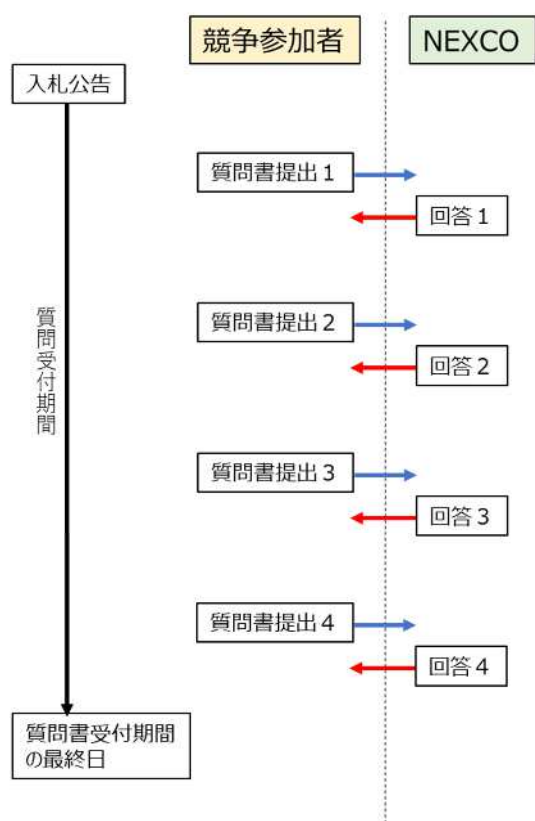 競争参加者
NEXCO
入札公告
質問書提出１
回答１
質問受付期間
質問書提出２
回答２
質問書提出３
回答３
質問書提出４
回答４
質問書受付期間
の最終日